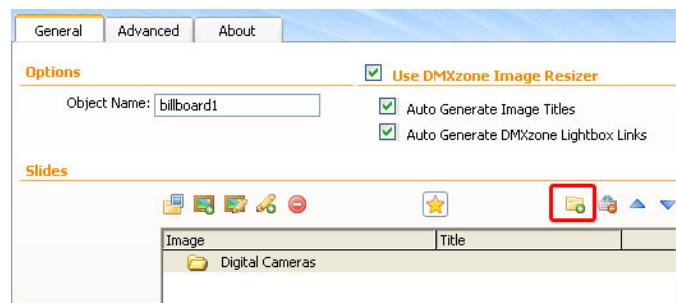 General Advanced About
Options
Use DMXzone Image Resizer
Object Name: billboard1
Auto Generate Image Titles
Auto Generate DMXzone Lightbox Links
Slides
Image Title
Digital Cameras